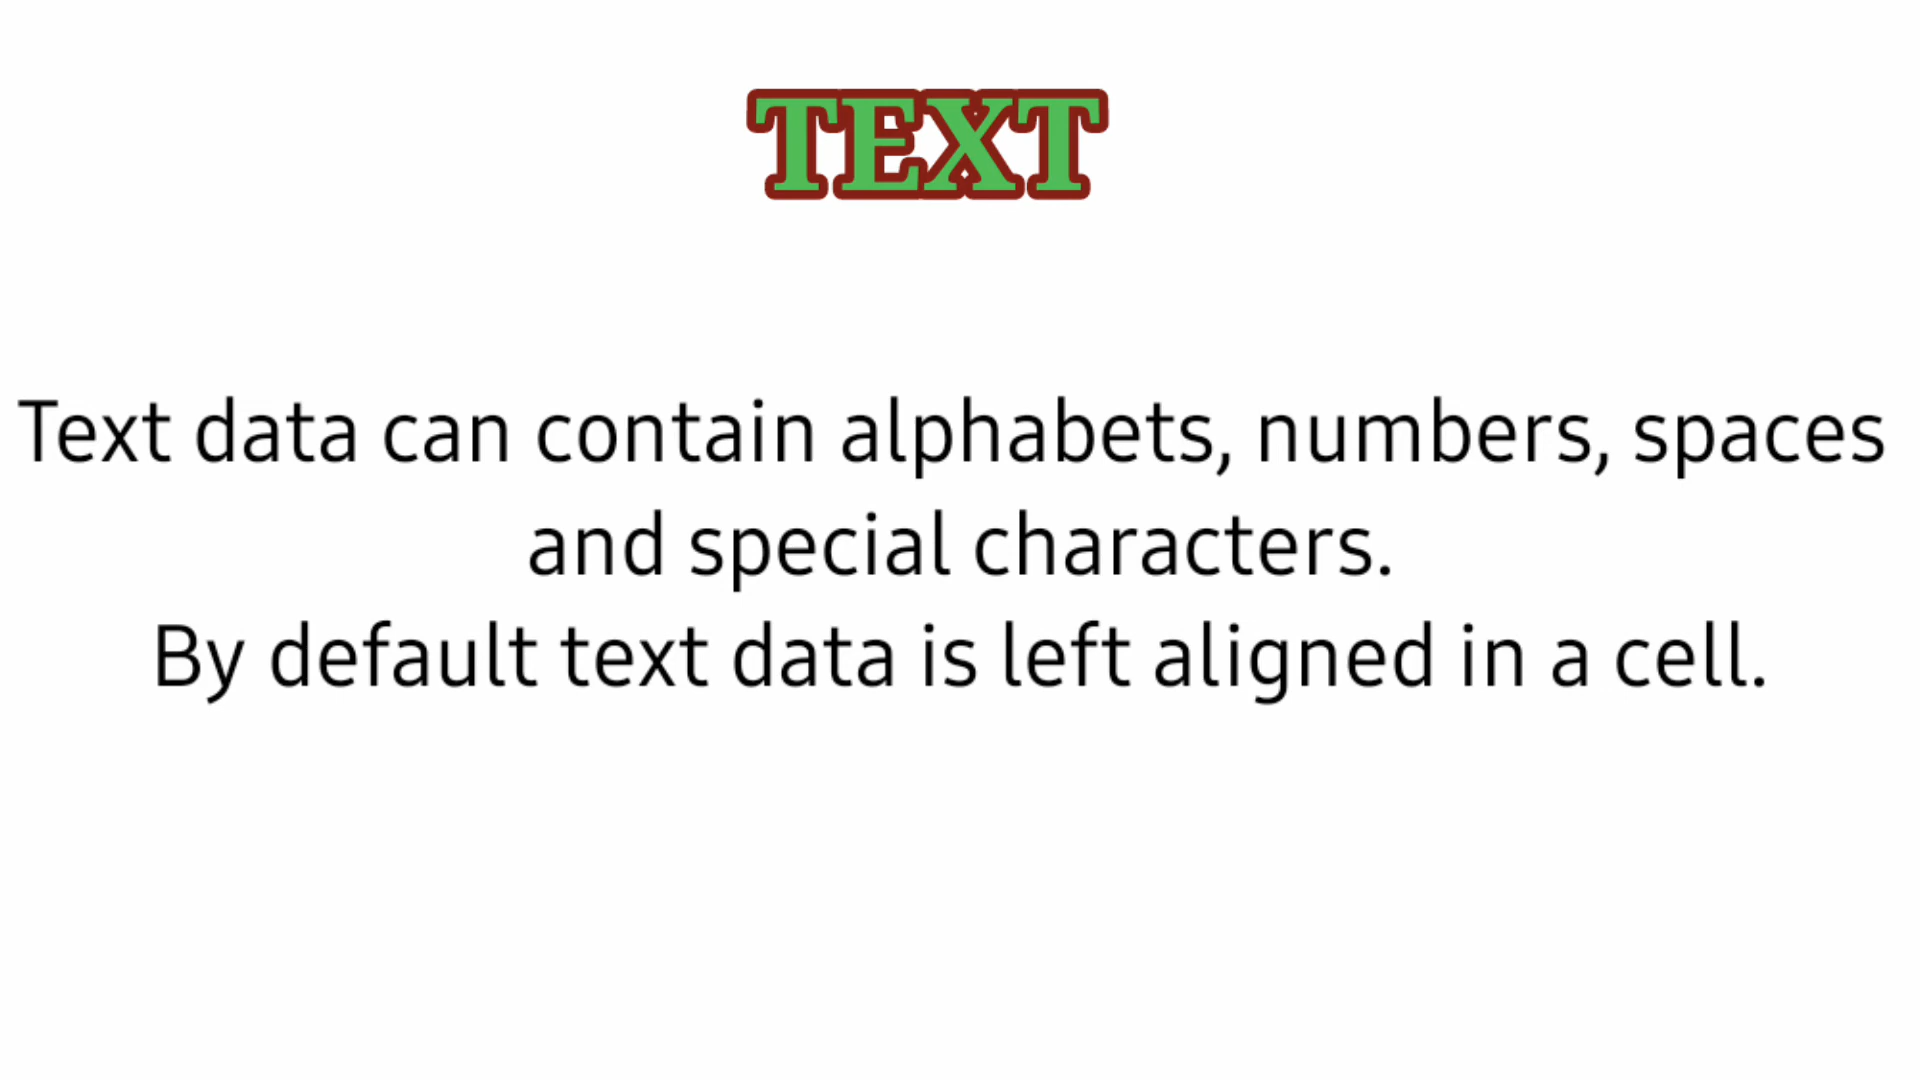 TEXT
Text data can contain alphabets, numbers, spaces
and special characters.
By default text data is left aligned in a cell.